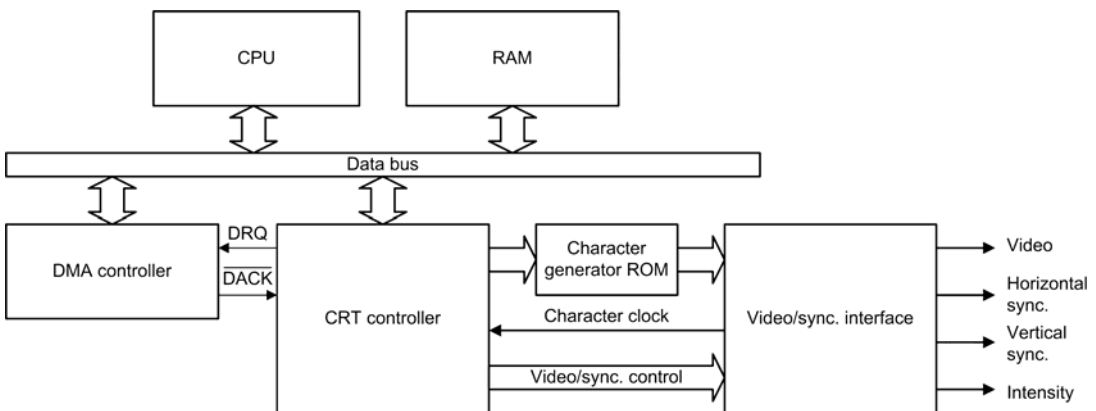 CPU
RAM
Data bus
DMA controller
DRQ
DACK
CRT controller
Character
generator ROM
Character clock
Video/sync. control
Video/sync. interface
Video
Horizontal
sync.
Vertical
sync.
Intensity